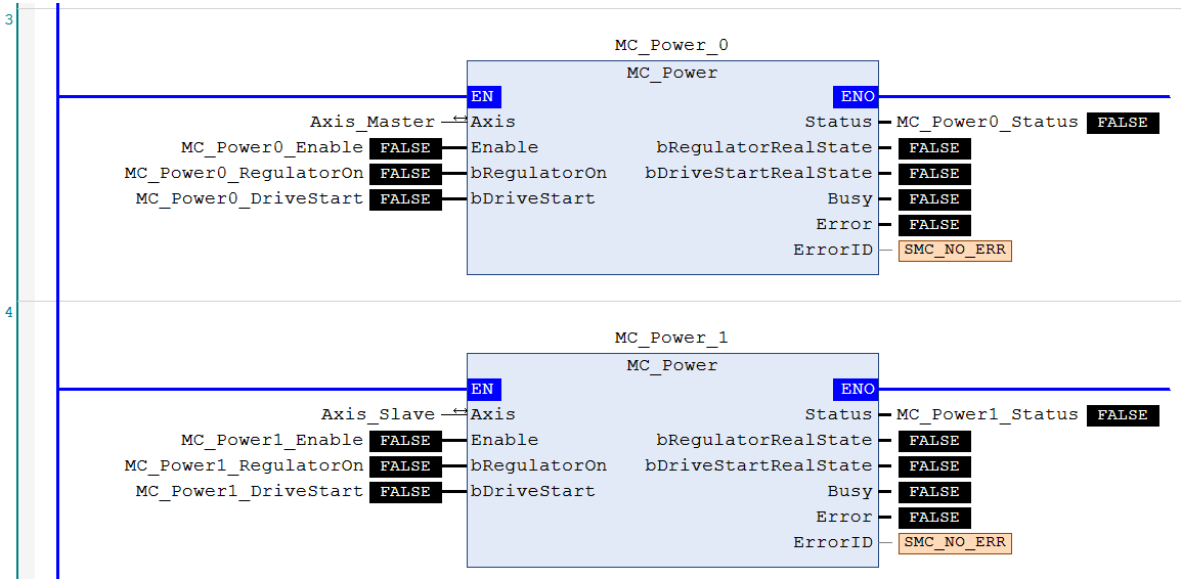 3
MC_Power_0
MC_Power
EN ENO
Axis_Master Axis Status MC_Power0_Status FALSE
MC_Power0_Enable FALSE Enable bRegulatorRealState FALSE
MC_Power0_RegulatorOn FALSE bRegulatorOn bDriveStartRealState FALSE
MC_Power0_DriveStart FALSE bDriveStart Busy FALSE
Error FALSE
ErrorID SMC_NO_ERR
4
MC_Power_1
MC_Power
EN ENO
Axis_Slave Axis Status MC_Power1_Status FALSE
MC_Power1_Enable FALSE Enable bRegulatorRealState FALSE
MC_Power1_RegulatorOn FALSE bRegulatorOn bDriveStartRealState FALSE
MC_Power1_DriveStart FALSE bDriveStart Busy FALSE
Error FALSE
ErrorID SMC_NO_ERR